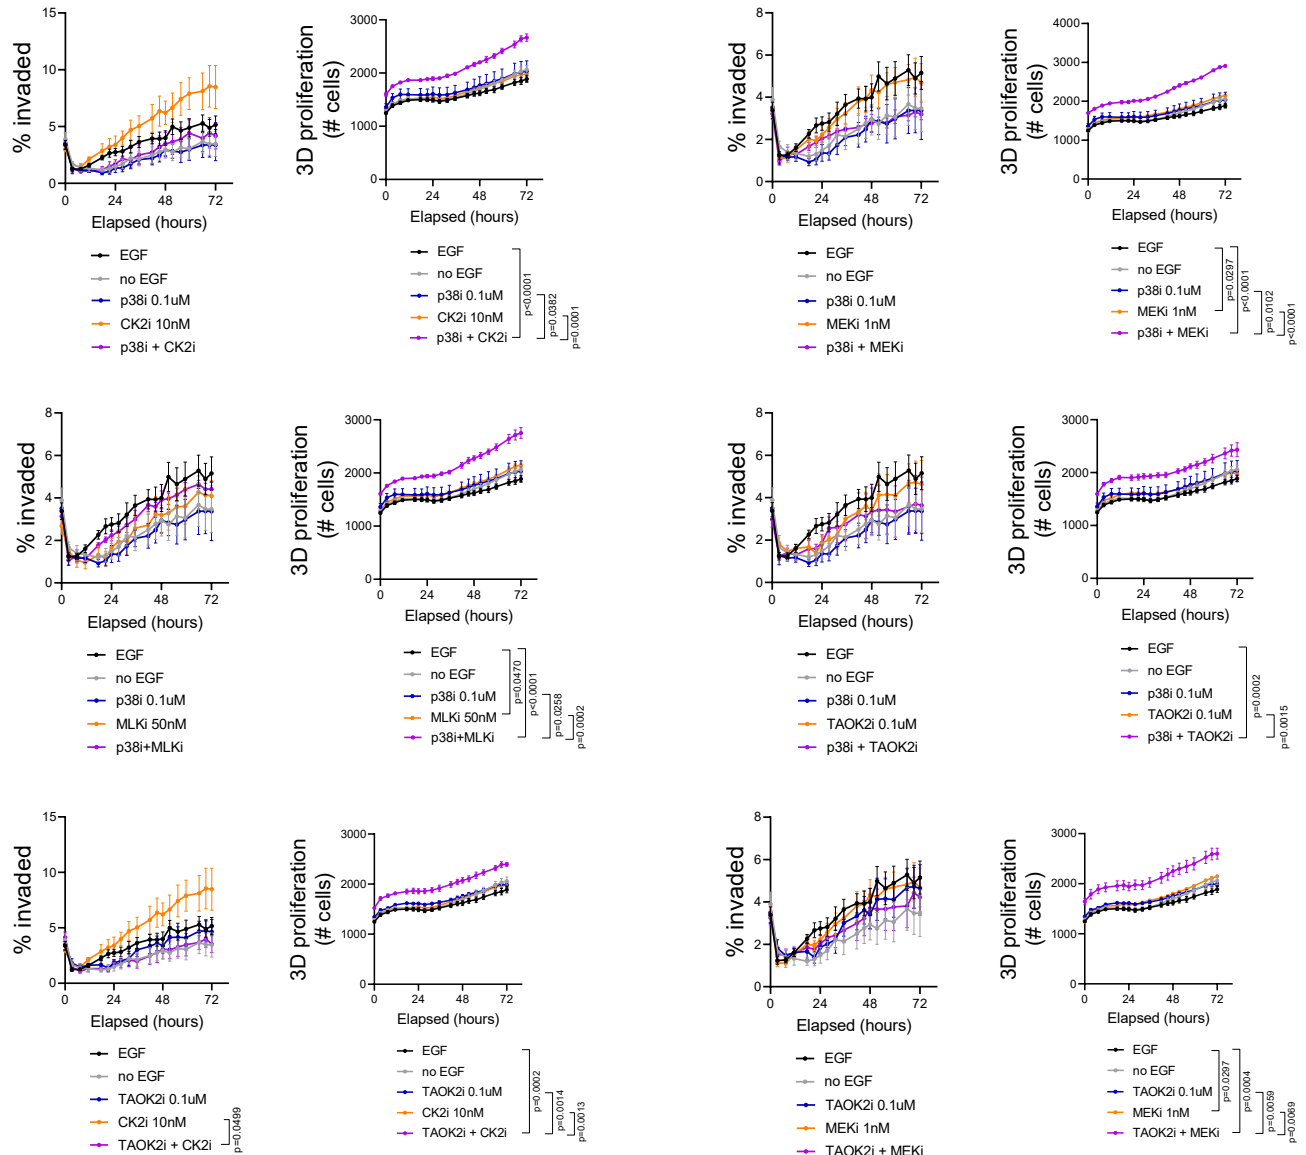 15
10
5
0
% invaded
0 24 48 72
Elapsed (hours)
EGF
no EGF
p38i 0.1uM
CK2i 10nM
p38i + CK2i
3000
2000
1000
0
3D proliferation
(# cells)
0 24 48 72
Elapsed (hours)
EGF
no EGF
p38i 0.1uM
CK2i 10nM
p38i + CK2i
p<0.0001
p=0.0382
p=0.0001
8
6
4
2
0
% invaded
0 24 48 72
Elapsed (hours)
EGF
no EGF
p38i 0.1uM
MEKi 1nM
p38i + MEKi
4000
3000
2000
1000
0
3D proliferation
(# cells)
0 24 48 72
Elapsed (hours)
EGF
no EGF
p38i 0.1uM
MEKi 1nM
p38i + MEKi
p=0.0297
p<0.0001
p=0.0102
p<0.0001
8
6
4
2
0
% invaded
0 24 48 72
Elapsed (hours)
EGF
no EGF
p38i 0.1uM
MLKi 50nM
p38i+MLKi
3000
2000
1000
0
3D proliferation
(# cells)
0 24 48 72
Elapsed (hours)
EGF
no EGF
p38i 0.1uM
MLKi 50nM
p38i+MLKi
p=0.0470
p<0.0001
p=0.0258
p=0.0002
8
6
4
2
0
% invaded
0 24 48 72
Elapsed (hours)
EGF
no EGF
p38i 0.1uM
TAOK2i 0.1uM
p38i + TAOK2i
3000
2000
1000
0
3D proliferation
(# cells)
0 24 48 72
Elapsed (hours)
EGF
no EGF
p38i 0.1uM
TAOK2i 0.1uM
p38i + TAOK2i
p=0.0002
p=0.0015
15
10
5
0
% invaded
0 24 48 72
Elapsed (hours)
EGF
no EGF
TAOK2i 0.1uM
CK2i 10nM
TAOK2i + CK2i
p=0.0499
3000
2000
1000
0
3D proliferation
(# cells)
0 24 48 72
Elapsed (hours)
EGF
no EGF
TAOK2i 0.1uM
CK2i 10nM
TAOK2i + CK2i
p=0.0002
p=0.0014
p=0.0013
8
6
4
2
0
% invaded
0 24 48 72
Elapsed (hours)
EGF
no EGF
TAOK2i 0.1uM
MEKi 1nM
TAOK2i + MEKi
3000
2000
1000
0
3D proliferation
(# cells)
0 24 48 72
Elapsed (hours)
EGF
no EGF
TAOK2i 0.1uM
MEKi 1nM
TAOK2i + MEKi
p=0.0297
p=0.0004
p=0.0059
p=0.0069